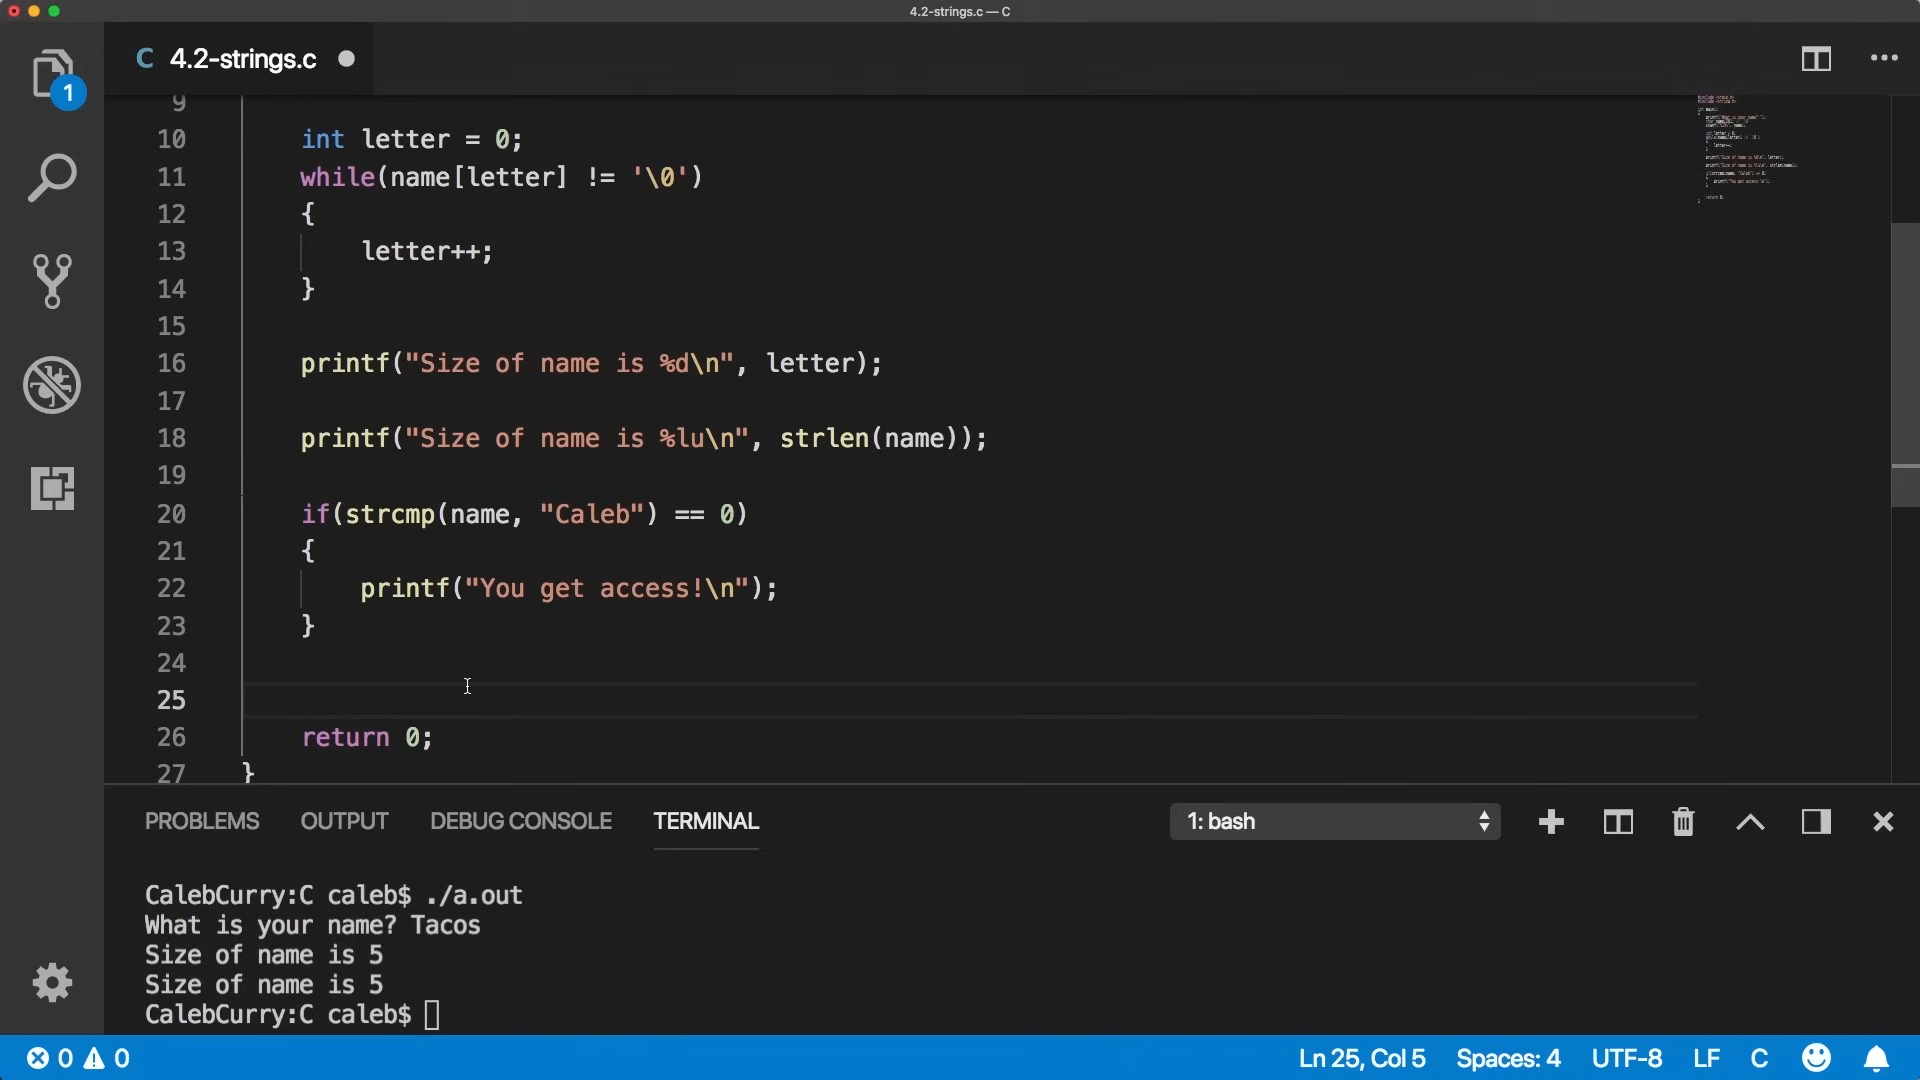 4.2-strings.c — C
1
C 4.2-strings.c
9
10 int letter = 0;
11 while(name[letter] != '\0')
12 {
13 letter++;
14 }
15
16 printf("Size of name is %d\n", letter);
17
18 printf("Size of name is %lu\n", strlen(name));
19
20 if(strcmp(name, "Caleb") == 0)
21 {
22 printf("You get access!\n");
23 }
24
25
26 return 0;
27 }
PROBLEMS OUTPUT DEBUG CONSOLE TERMINAL 1: bash
CalebCurry:C caleb$ ./a.out
What is your name? Tacos
Size of name is 5
Size of name is 5
CalebCurry:C caleb$
0 0 Ln 25, Col 5 Spaces: 4 UTF-8 LF C